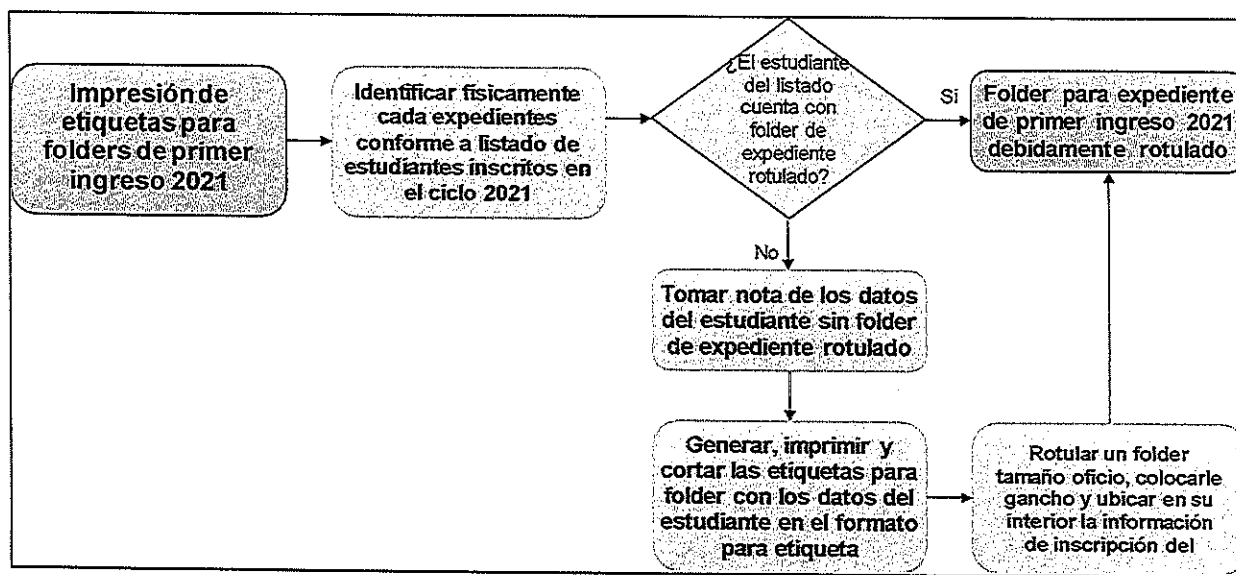 Impresión de
etiquetas para
folders de primer
ingreso 2021
Identificar físicamente
cada expedientes
conforme a listado de
estudiantes inscritos en
el ciclo 2021
¿El estudiante
del listado
cuenta con
folder de
expediente
rotulado?
Si
Folder para expediente
de primer ingreso 2021
debidamente rotulado
No
Tomar nota de los datos
del estudiante sin folder
de expediente rotulado
Generar, imprimir y
cortar las etiquetas para
folder con los datos del
estudiante en el formato
para etiqueta
Rotular un folder
tamaño oficio, colocarle
gancho y ubicar en su
interior la información
de inscripción del